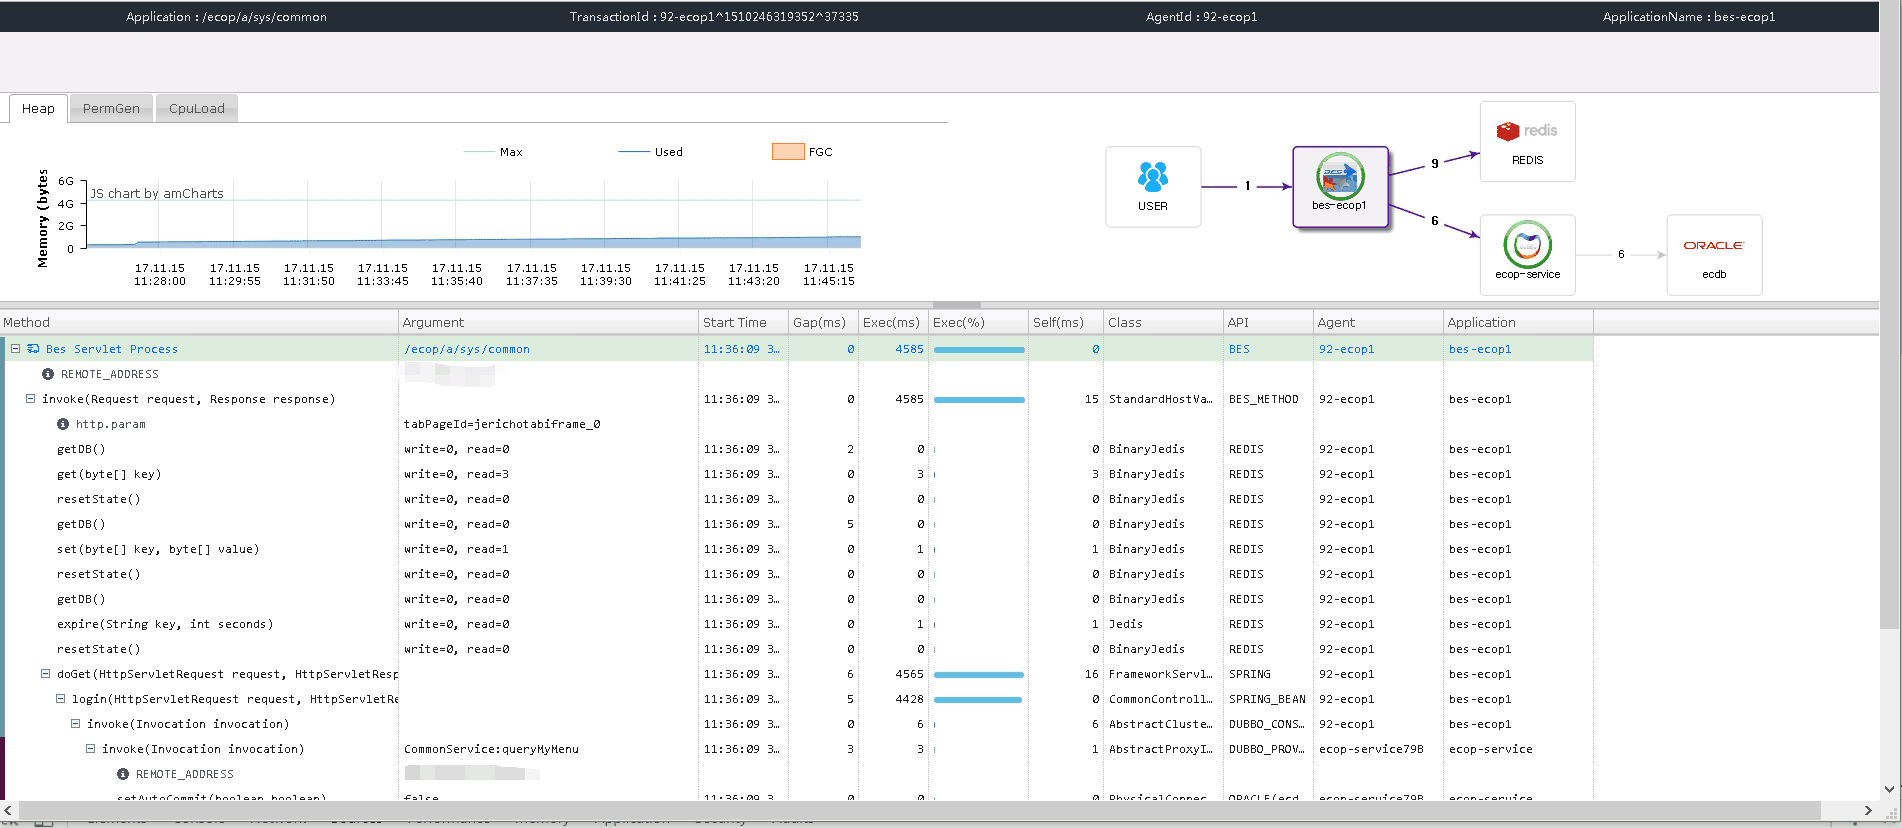 Application : /ecop/a/sys/common TransactionId : 92-ecop1^1510246319352^37335 AgentId : 92-ecop1 ApplicationName : bes-ecop1
Heap PermGen CpuLoad
Max Used FGC
Memory (bytes
6G
4G
2G
0
JS chart by amCharts
17.11.15 17.11.15 17.11.15 17.11.15 17.11.15 17.11.15 17.11.15 17.11.15 17.11.15 17.11.15
11:28:00 11:29:55 11:31:50 11:33:45 11:35:40 11:37:35 11:39:30 11:41:25 11:43:20 11:45:15
USER
1
BES
bes-ecop1
9
redis
REDIS
6
ecop-service
6
ORACLE
ecdb
Method Argument Start Time Gap(ms) Exec(ms) Exec(%) Self(ms) Class API Agent Application
Bes Servlet Process /ecop/a/sys/common 11:36:09 3… 0 4585 0 BES 92-ecop1 bes-ecop1
REMOTE_ADDRESS
invoke(Request request, Response response) 11:36:09 3… 0 4585 15 StandardHostVa… BES_METHOD 92-ecop1 bes-ecop1
http.param tabPageId=jerichotabiframe_0
getDB() write=0, read=0 11:36:09 3… 2 0 0 BinaryJedis REDIS 92-ecop1 bes-ecop1
get(byte[] key) write=0, read=3 11:36:09 3… 0 3 3 BinaryJedis REDIS 92-ecop1 bes-ecop1
resetState() write=0, read=0 11:36:09 3… 0 0 0 BinaryJedis REDIS 92-ecop1 bes-ecop1
getDB() write=0, read=0 11:36:09 3… 5 0 0 BinaryJedis REDIS 92-ecop1 bes-ecop1
set(byte[] key, byte[] value) write=0, read=1 11:36:09 3… 0 1 1 BinaryJedis REDIS 92-ecop1 bes-ecop1
resetState() write=0, read=0 11:36:09 3… 0 0 0 BinaryJedis REDIS 92-ecop1 bes-ecop1
getDB() write=0, read=0 11:36:09 3… 0 0 0 BinaryJedis REDIS 92-ecop1 bes-ecop1
expire(String key, int seconds) write=0, read=0 11:36:09 3… 0 1 1 Jedis REDIS 92-ecop1 bes-ecop1
resetState() write=0, read=0 11:36:09 3… 0 0 0 BinaryJedis REDIS 92-ecop1 bes-ecop1
doGet(HttpServletRequest request, HttpServletResp 11:36:09 3… 6 4565 16 FrameworkServl… SPRING 92-ecop1 bes-ecop1
login(HttpServletRequest request, HttpServletRe 11:36:09 3… 5 4428 0 CommonControll… SPRING_BEAN 92-ecop1 bes-ecop1
invoke(Invocation invocation) 11:36:09 3… 0 6 6 AbstractCluste… DUBBO_CONS… 92-ecop1 bes-ecop1
invoke(Invocation invocation) CommonService:queryMyMenu 11:36:09 3… 3 3 1 AbstractProxyI… DUBBO_PROV… ecop-service79B ecop-service
REMOTE_ADDRESS
setAutoCommit(boolean boolean) false 11:36:09 3… 0 0 0 PhysicalConnec… ORACLE(ecd… ecop-service79B ecop-service